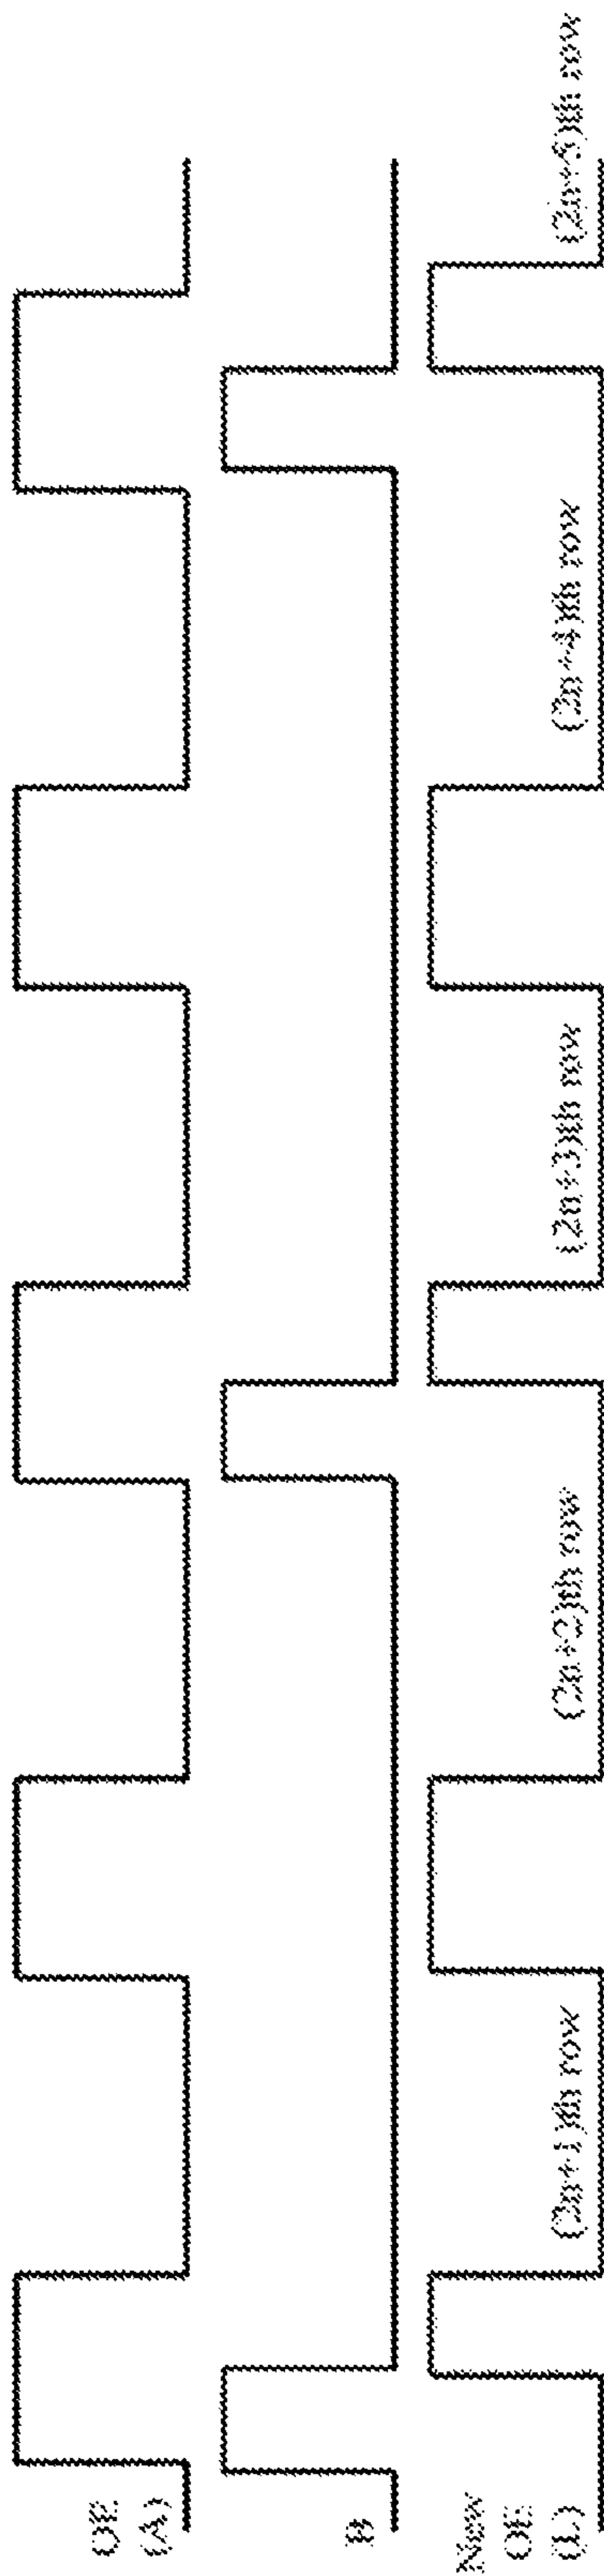 OE
(A)
B
New
OE
(L)
(2n+1)th row
(2n+2)th row
(2n+3)th row
(2n+4)th row
(2n+5)th row